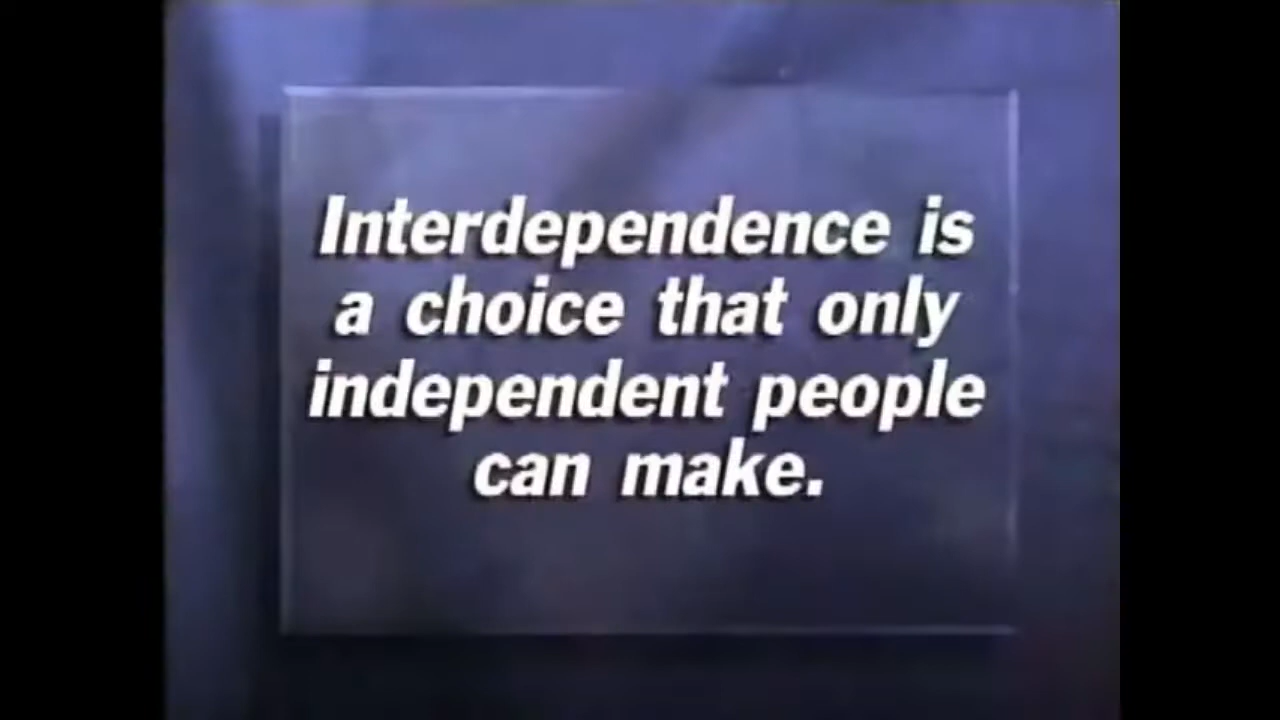 Interdependence is
a choice that only
independent people
can make.